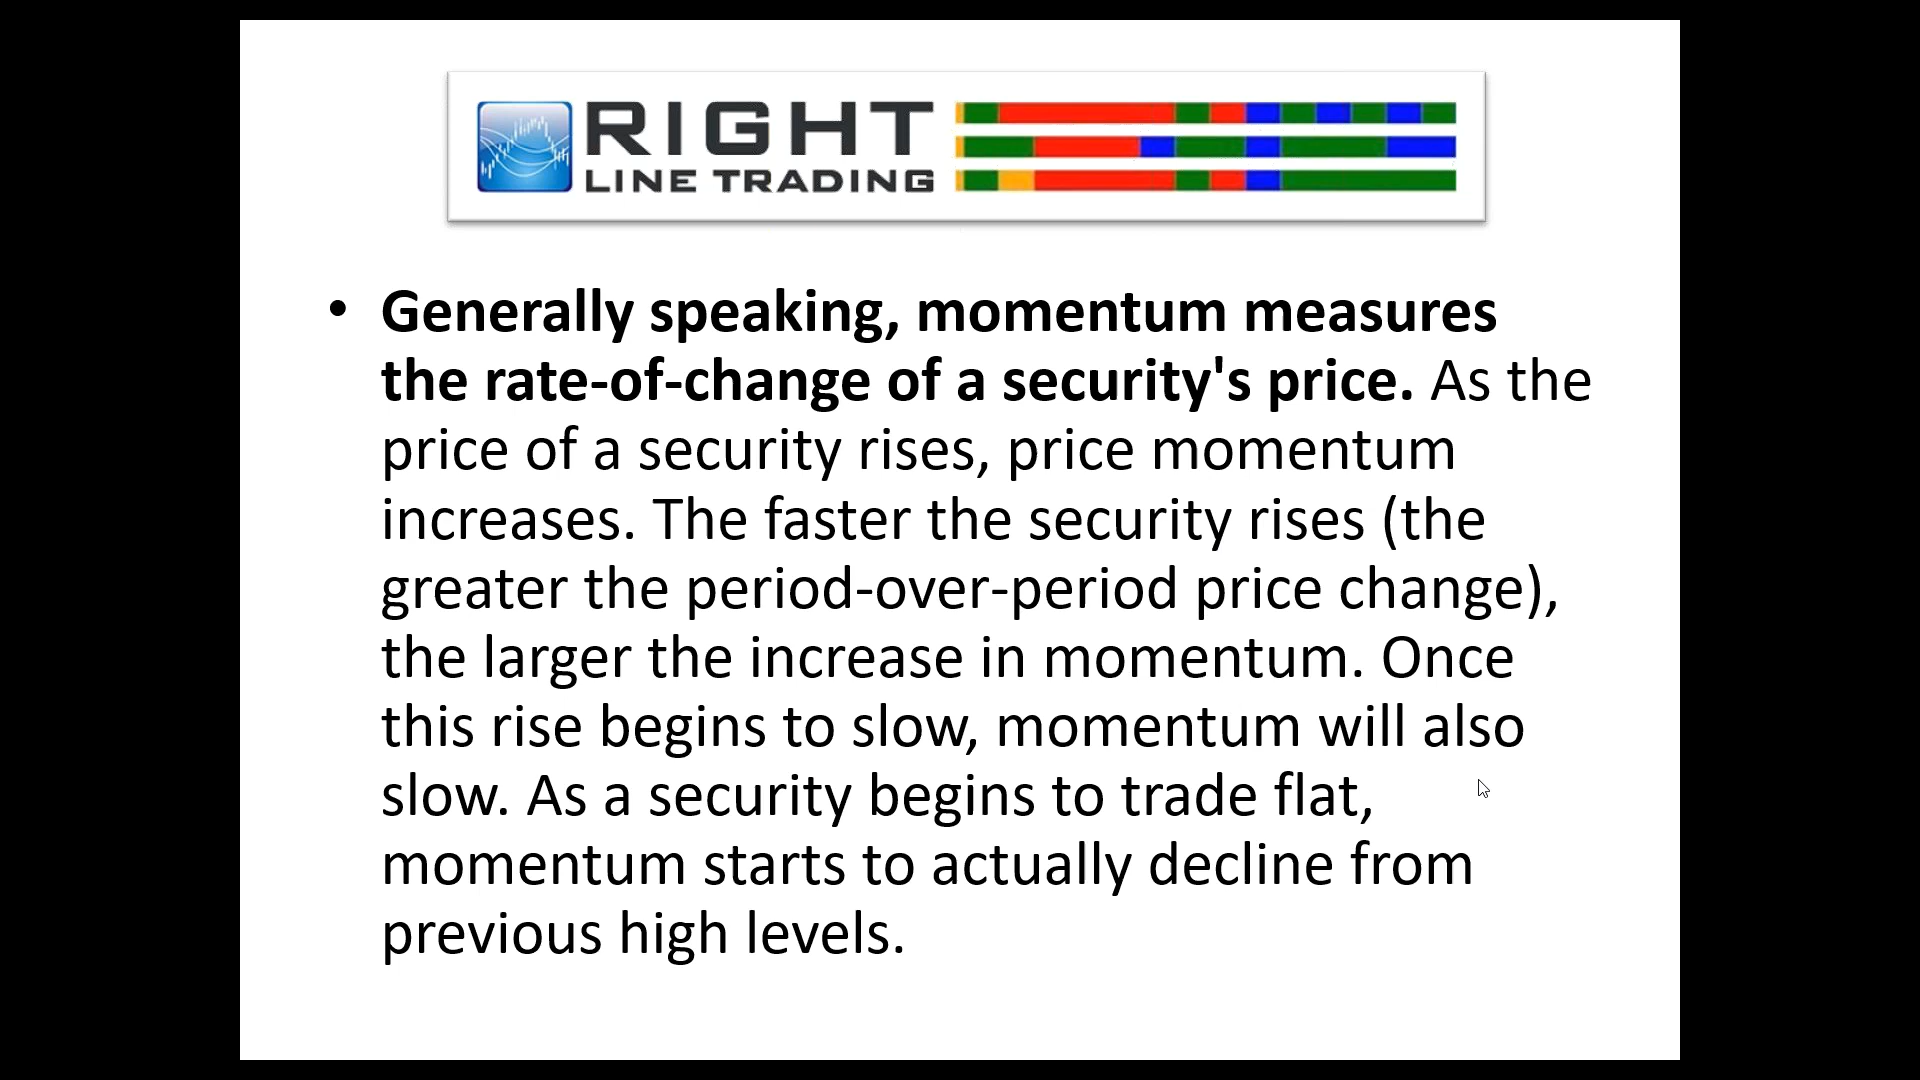 RIGHT
LINE TRADING
• Generally speaking, momentum measures
the rate-of-change of a security's price. As the
price of a security rises, price momentum
increases. The faster the security rises (the
greater the period-over-period price change),
the larger the increase in momentum. Once
this rise begins to slow, momentum will also
slow. As a security begins to trade flat,
momentum starts to actually decline from
previous high levels.